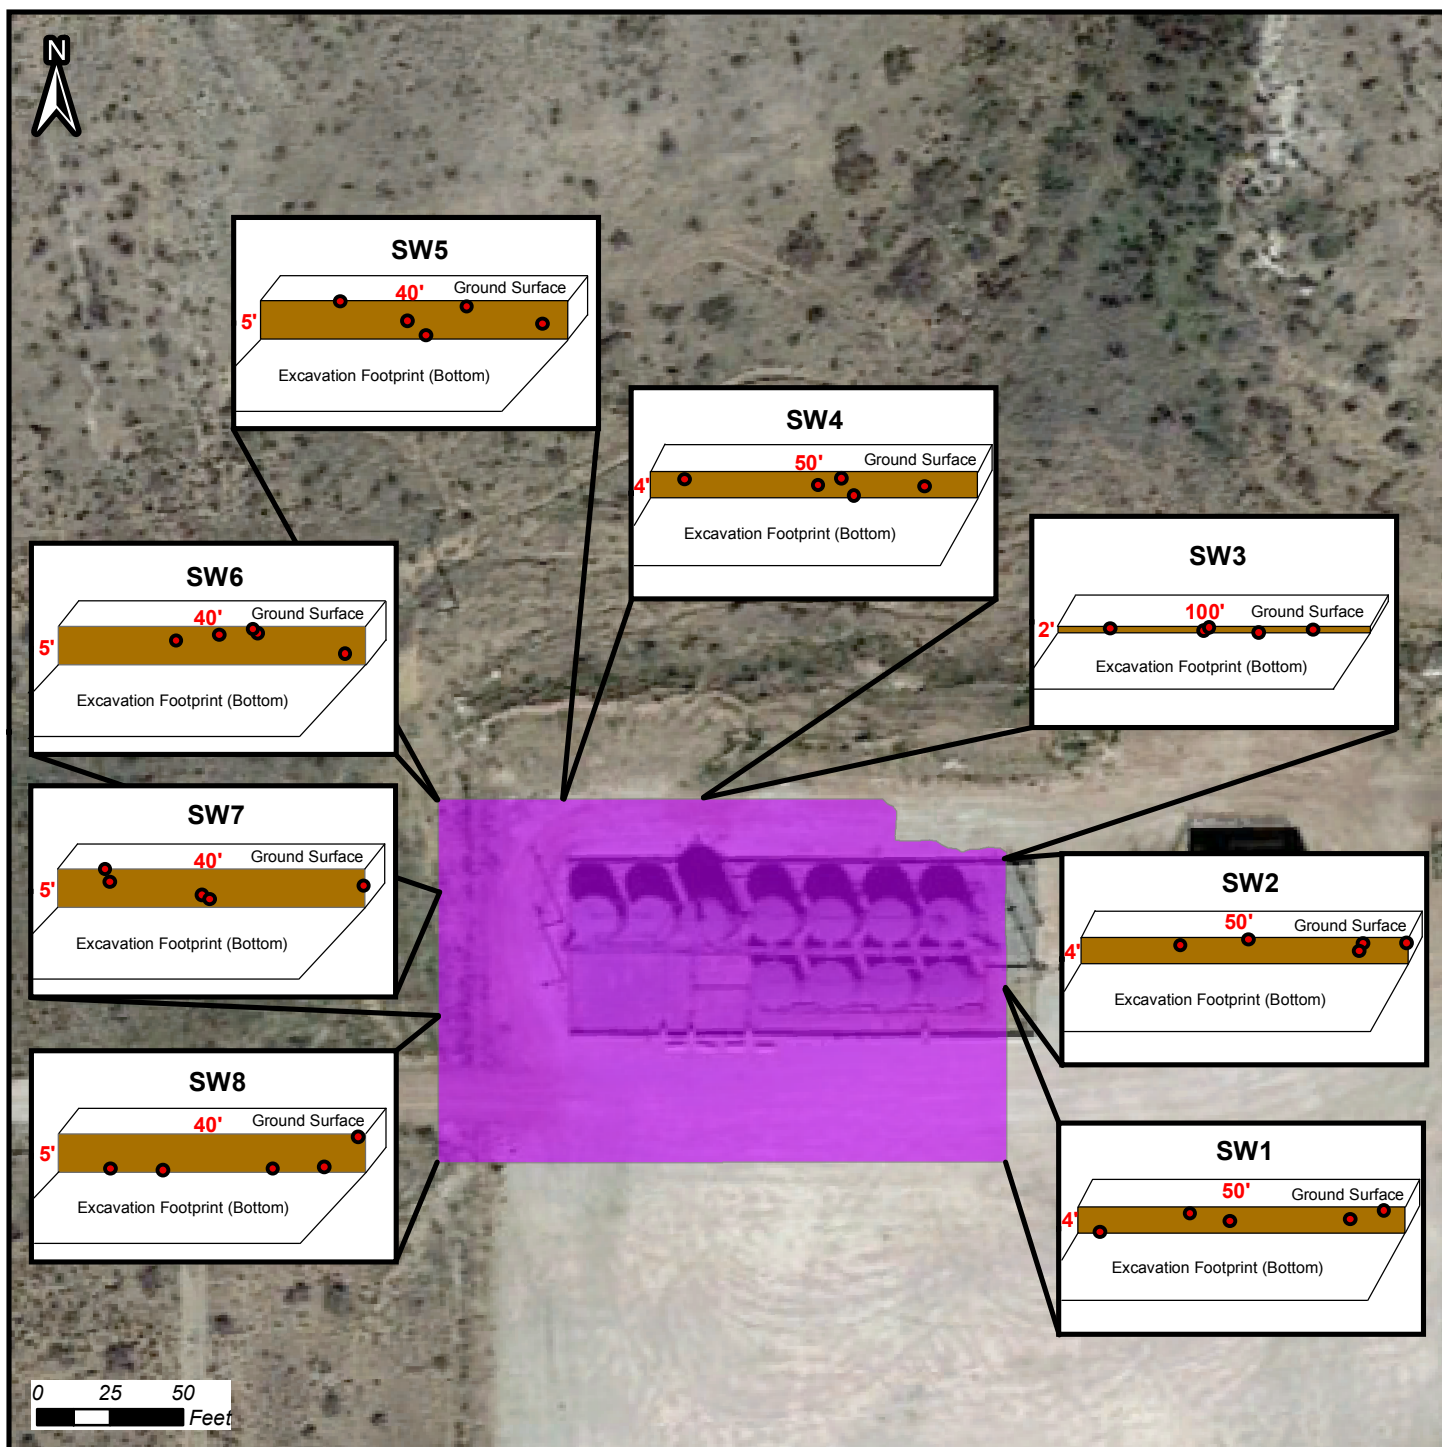 N
SW5
40'
Ground Surface
5'
Excavation Footprint (Bottom)
SW4
50'
Ground Surface
4'
Excavation Footprint (Bottom)
SW3
100'
Ground Surface
2'
Excavation Footprint (Bottom)
SW6
40'
Ground Surface
5'
Excavation Footprint (Bottom)
SW7
40'
Ground Surface
5'
Excavation Footprint (Bottom)
SW2
50'
Ground Surface
4'
Excavation Footprint (Bottom)
SW8
40'
Ground Surface
5'
Excavation Footprint (Bottom)
SW1
50'
Ground Surface
4'
Excavation Footprint (Bottom)
0 25 50
Feet